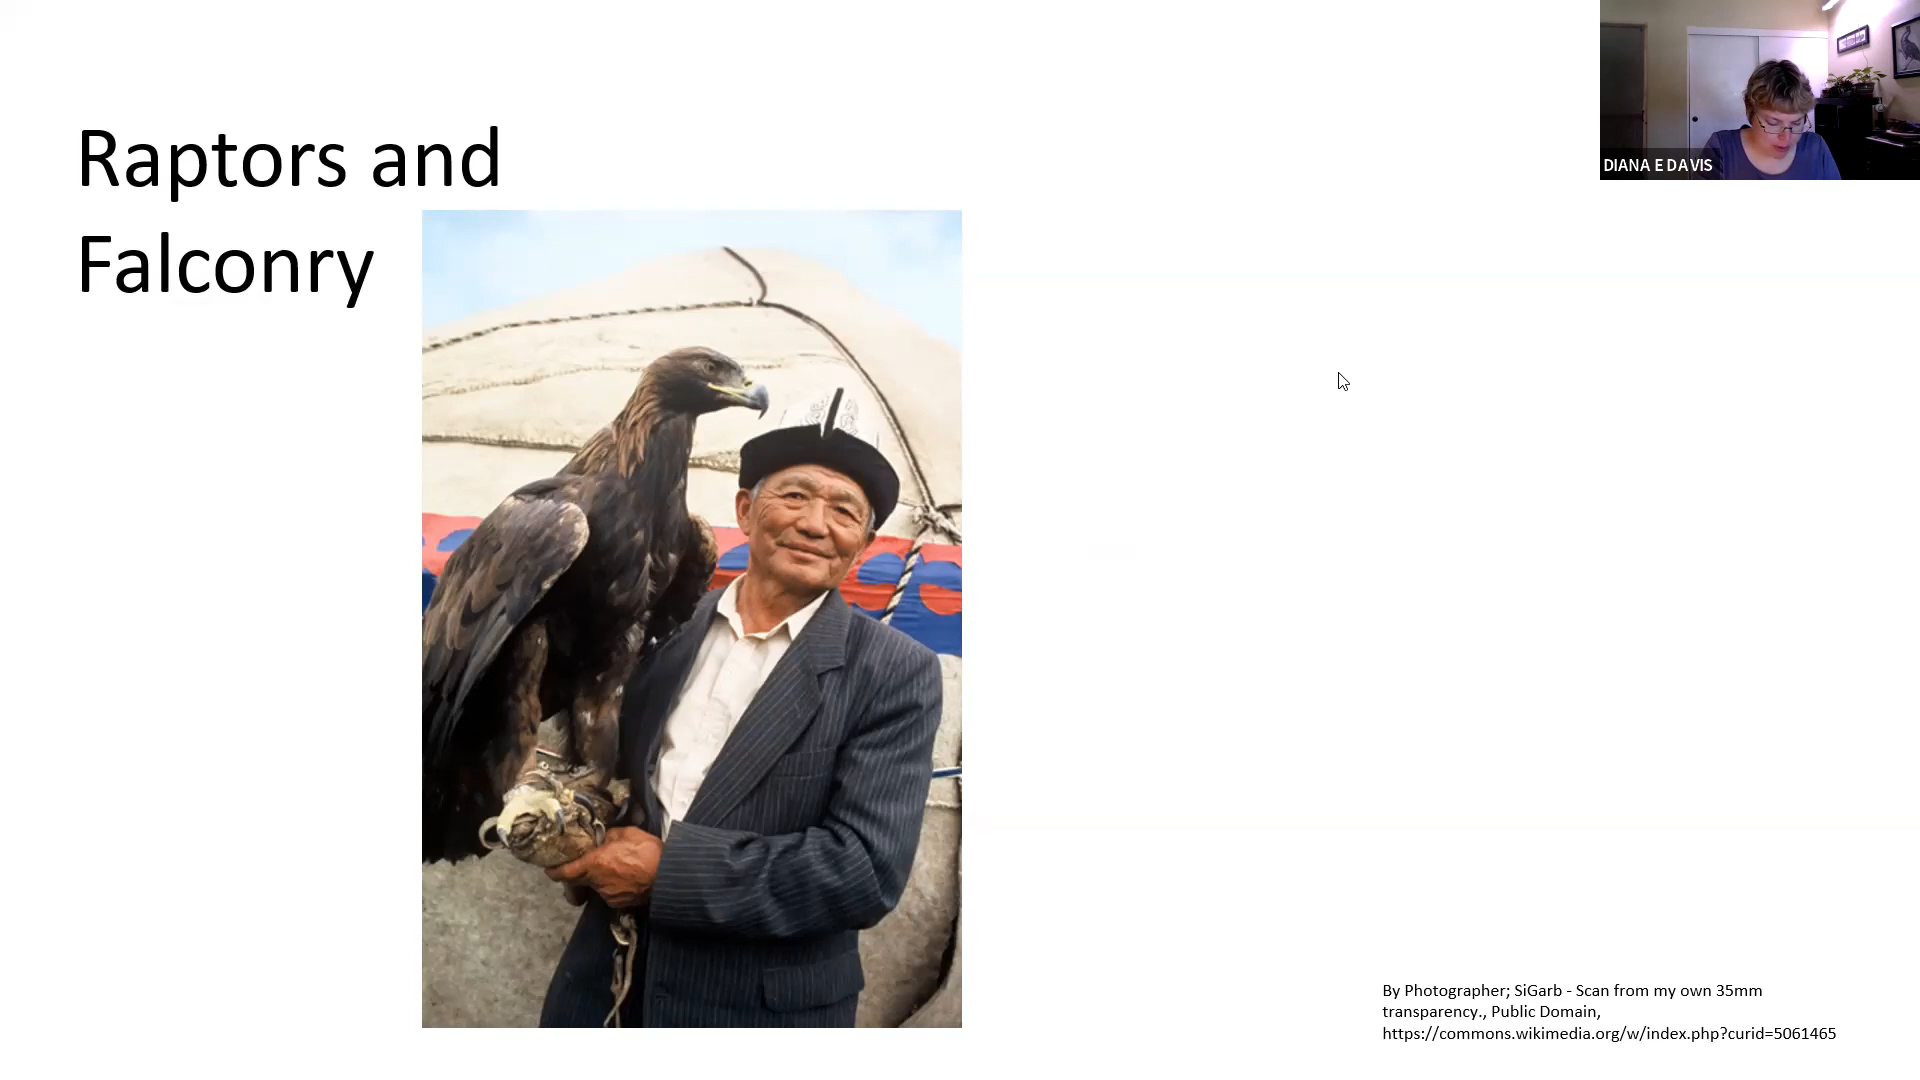 Raptors and
Falconry
DIANA E DAVIS
By Photographer; SiGarb - Scan from my own 35mm
transparency., Public Domain,
https://commons.wikimedia.org/w/index.php?curid=5061465